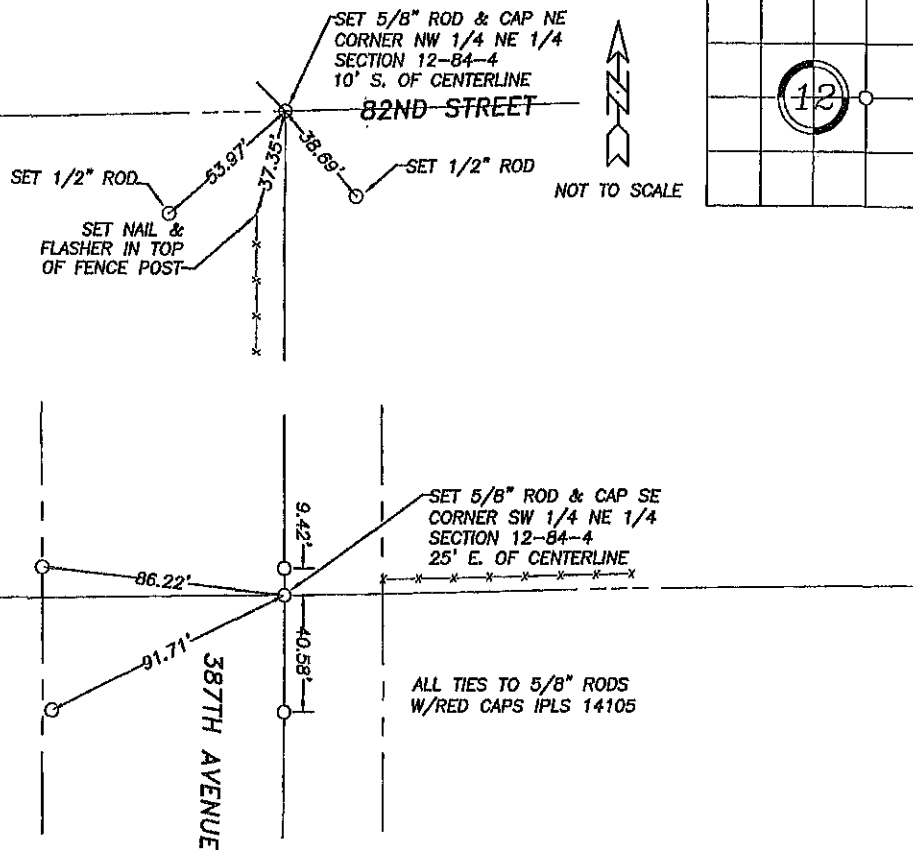 SET 5/8" ROD & CAP NE
CORNER NW 1/4 NE 1/4
SECTION 12-84-4
10' S. OF CENTERLINE
82ND STREET
N
NOT TO SCALE
12
53.97'
37.35'
38.69'
SET 1/2" ROD
SET 1/2" ROD
SET NAIL &
FLASHER IN TOP
OF FENCE POST
SET 5/8" ROD & CAP SE
CORNER SW 1/4 NE 1/4
SECTION 12-84-4
25' E. OF CENTERLINE
9.42'
86.22'
91.71'
40.58'
387TH AVENUE
ALL TIES TO 5/8" RODS
W/RED CAPS IPLS 14105